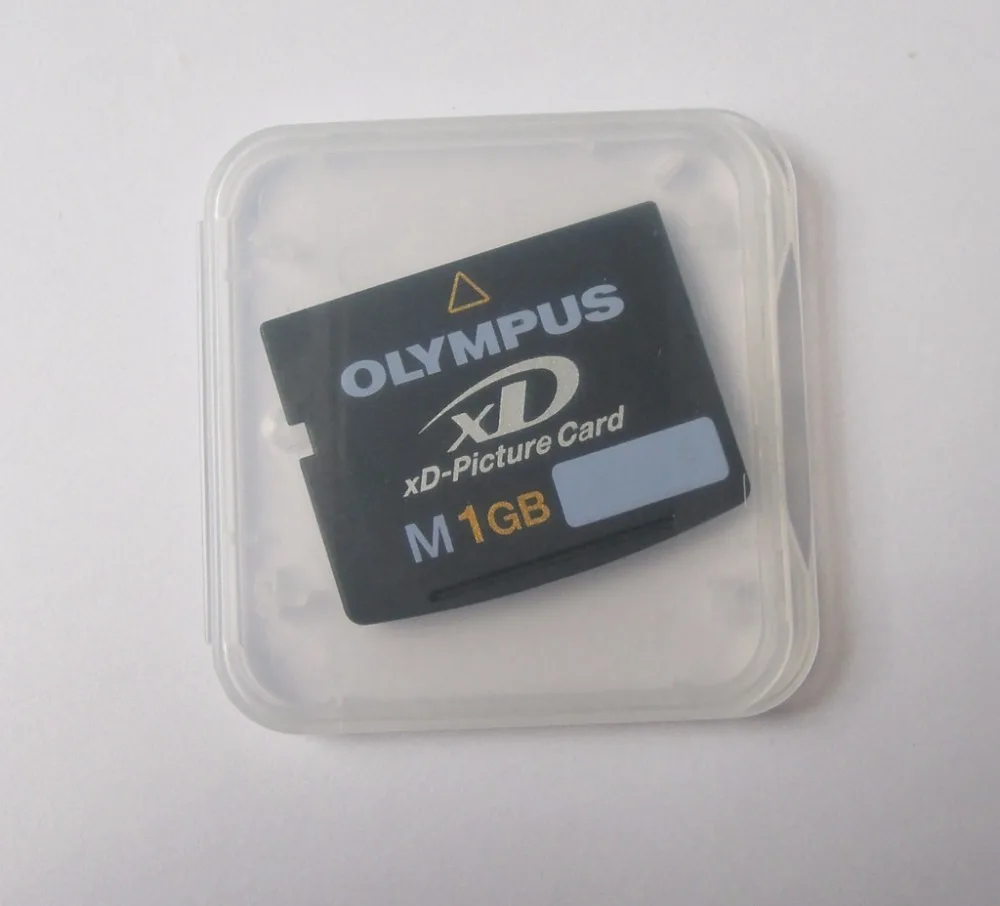 OLYMPUS
xD
xD-Picture Card
M 1GB